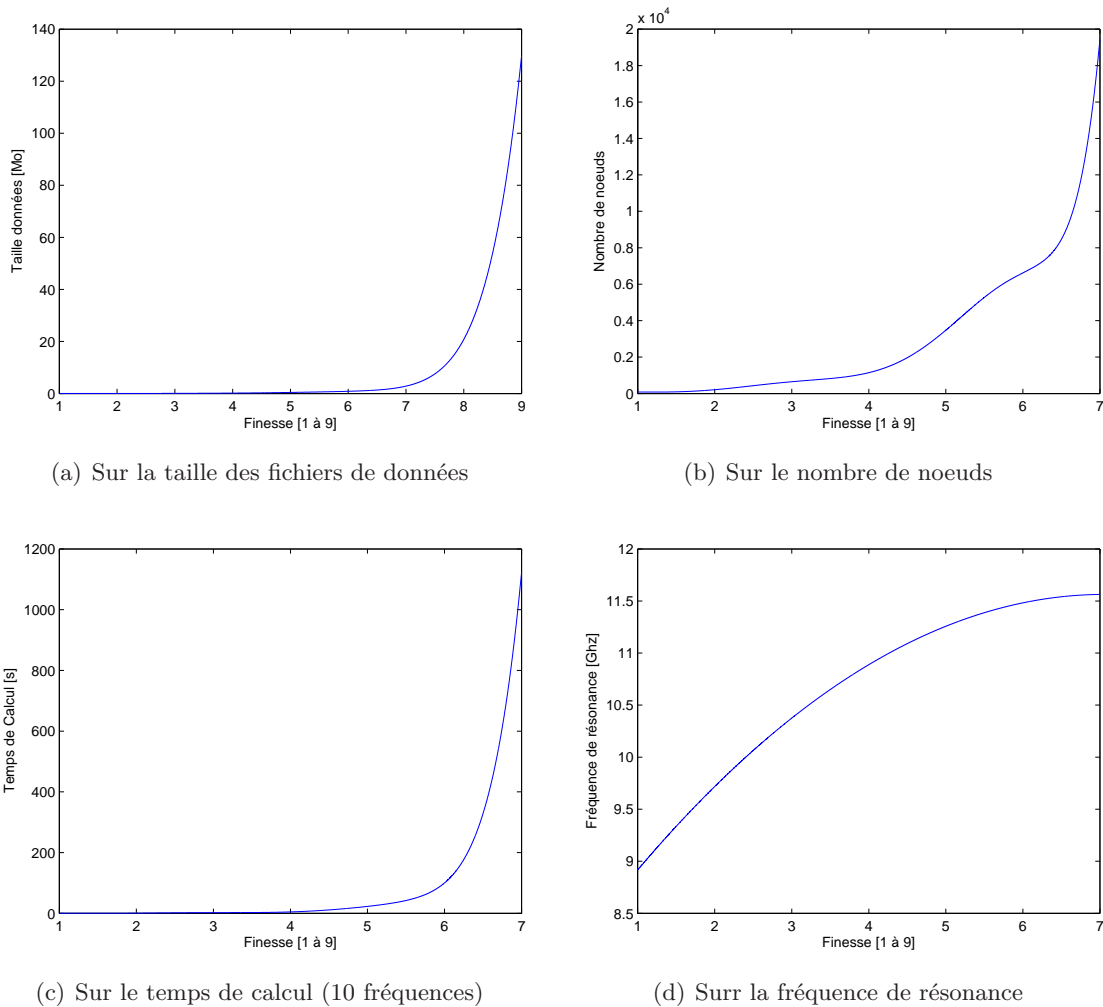 140
120
100
80
60
40
20
0
1 2 3 4 5 6 7 8 9
Taille données [Mo]
Finesse [1 à 9]
(a) Sur la taille des fichiers de données
x 10^4
2
1.8
1.6
1.4
1.2
1
0.8
0.6
0.4
0.2
0
1 2 3 4 5 6 7
Nombre de noeuds
Finesse [1 à 9]
(b) Sur le nombre de noeuds
1200
1000
800
600
400
200
0
1 2 3 4 5 6 7
Temps de Calcul [s]
Finesse [1 à 9]
(c) Sur le temps de calcul (10 fréquences)
12
11.5
11
10.5
10
9.5
9
8.5
1 2 3 4 5 6 7
Fréquence de résonance [Ghz]
Finesse [1 à 9]
(d) Surr la fréquence de résonance